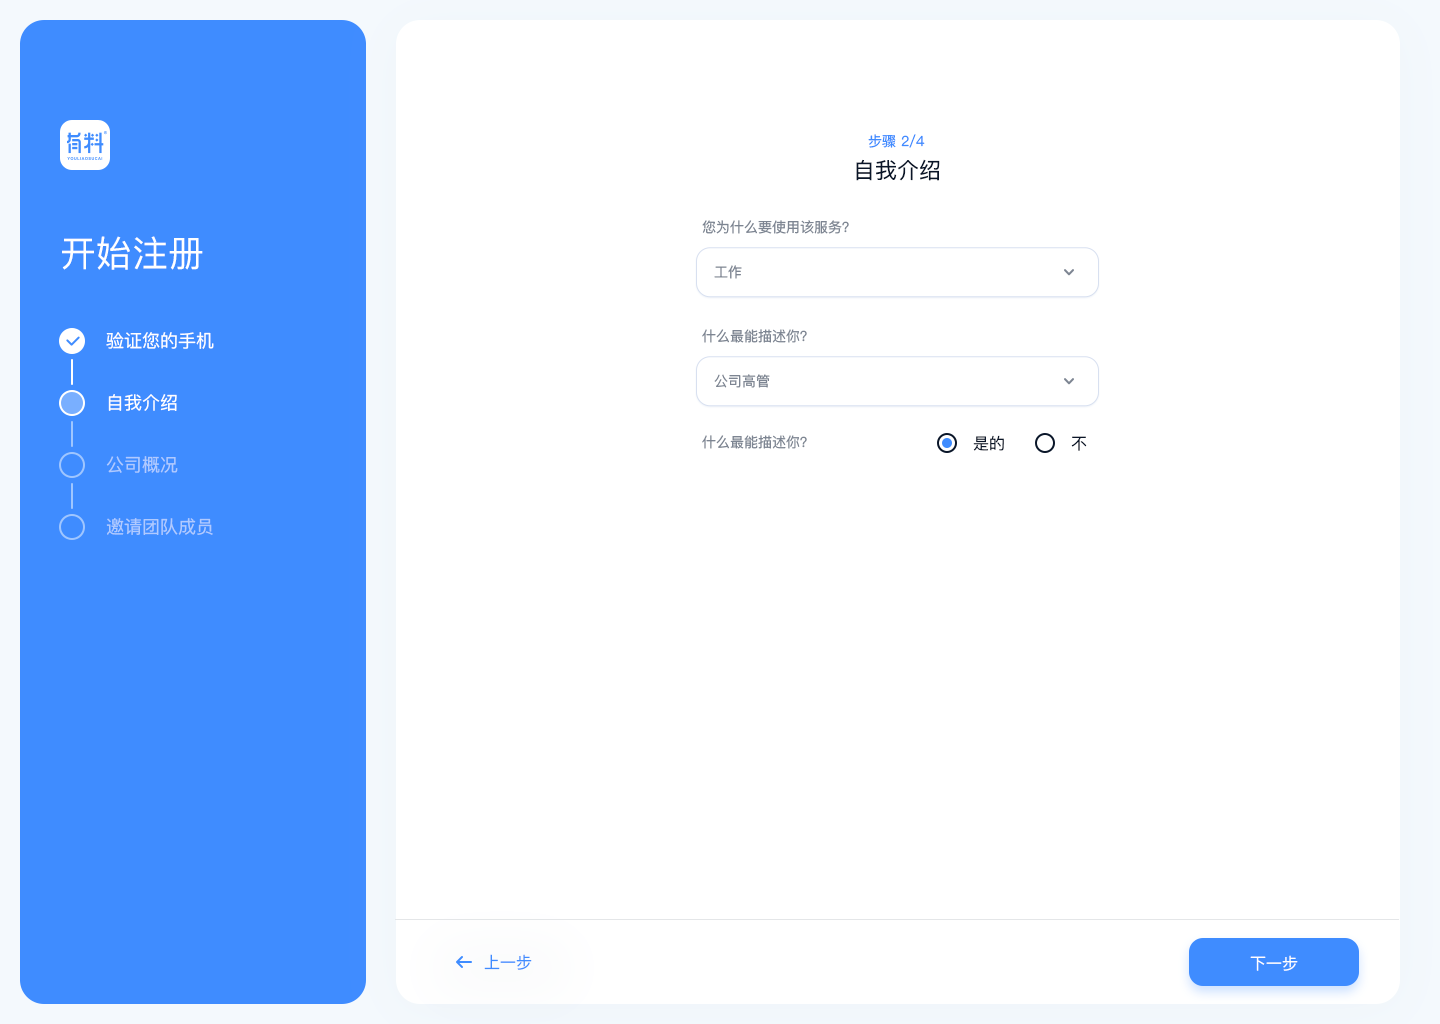 有料
YOULIAOSUCAI
开始注册
验证您的手机
自我介绍
公司概况
邀请团队成员
步骤 2/4
自我介绍
您为什么要使用该服务?
工作
什么最能描述你?
公司高管
什么最能描述你?
是的
不
上一步
下一步